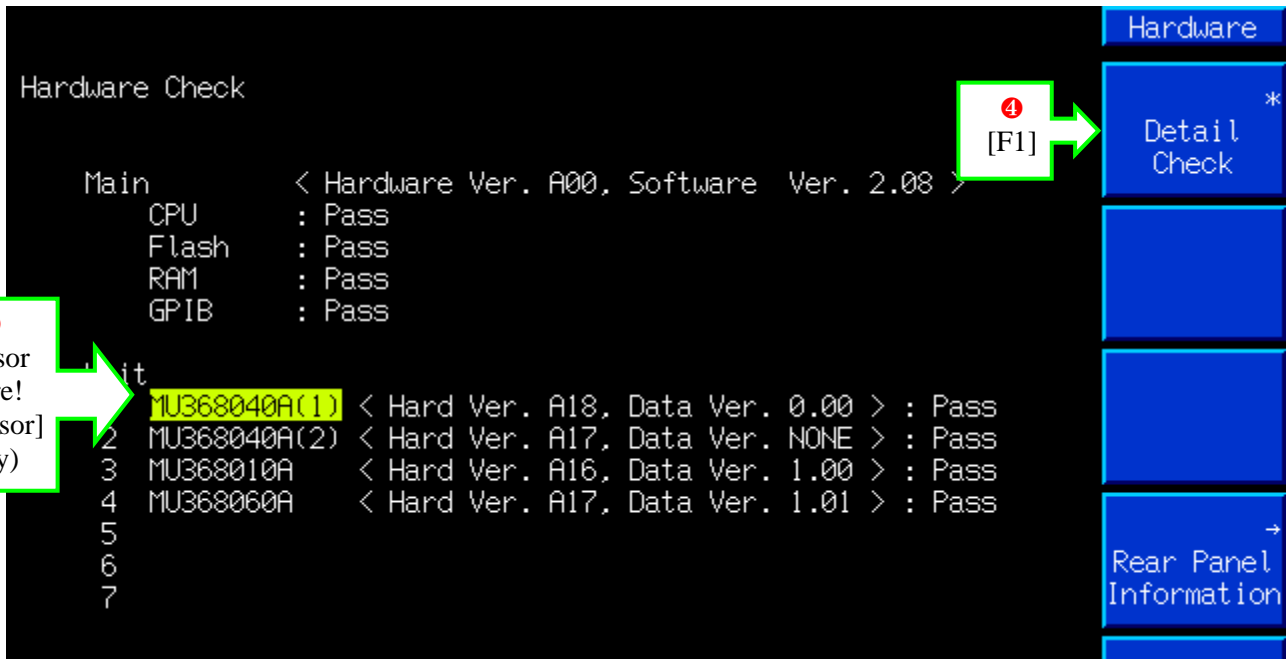 Hardware
Hardware Check
❹
[F1]
*
Detail
Check
Main < Hardware Ver. A00, Software Ver. 2.08 >
CPU : Pass
Flash : Pass
RAM : Pass
GPIB : Pass
MU368040A(1) < Hard Ver. A18, Data Ver. 0.00 > : Pass
2 MU368040A(2) < Hard Ver. A17, Data Ver. NONE > : Pass
3 MU368010A < Hard Ver. A16, Data Ver. 1.00 > : Pass
4 MU368060A < Hard Ver. A17, Data Ver. 1.01 > : Pass
5
6
7
sor
e!
sor]
y)
→
Rear Panel
Information